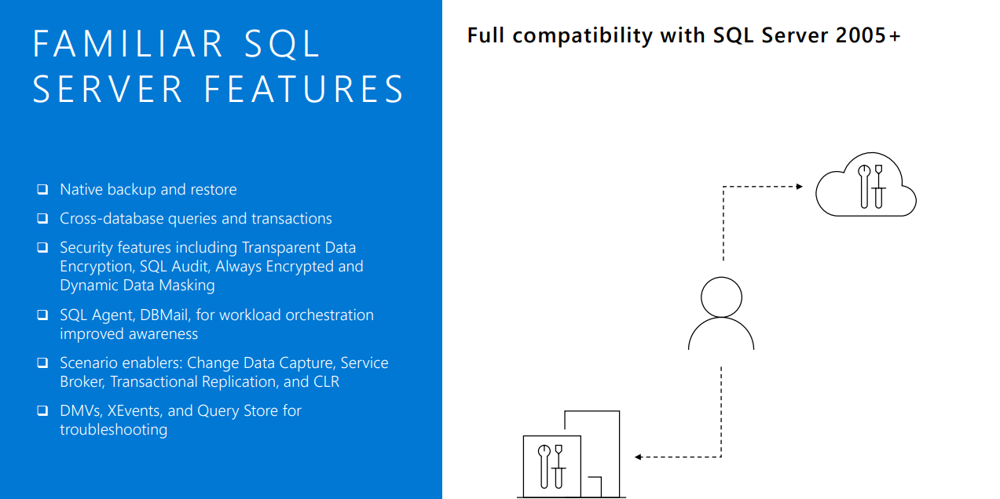 FAMILIAR SQL
SERVER FEATURES
Native backup and restore
Cross-database queries and transactions
Security features including Transparent Data
Encryption, SQL Audit, Always Encrypted and
Dynamic Data Masking
SQL Agent, DBMail, for workload orchestration
improved awareness
Scenario enablers: Change Data Capture, Service
Broker, Transactional Replication, and CLR
DMVs, XEvents, and Query Store for
troubleshooting
Full compatibility with SQL Server 2005+